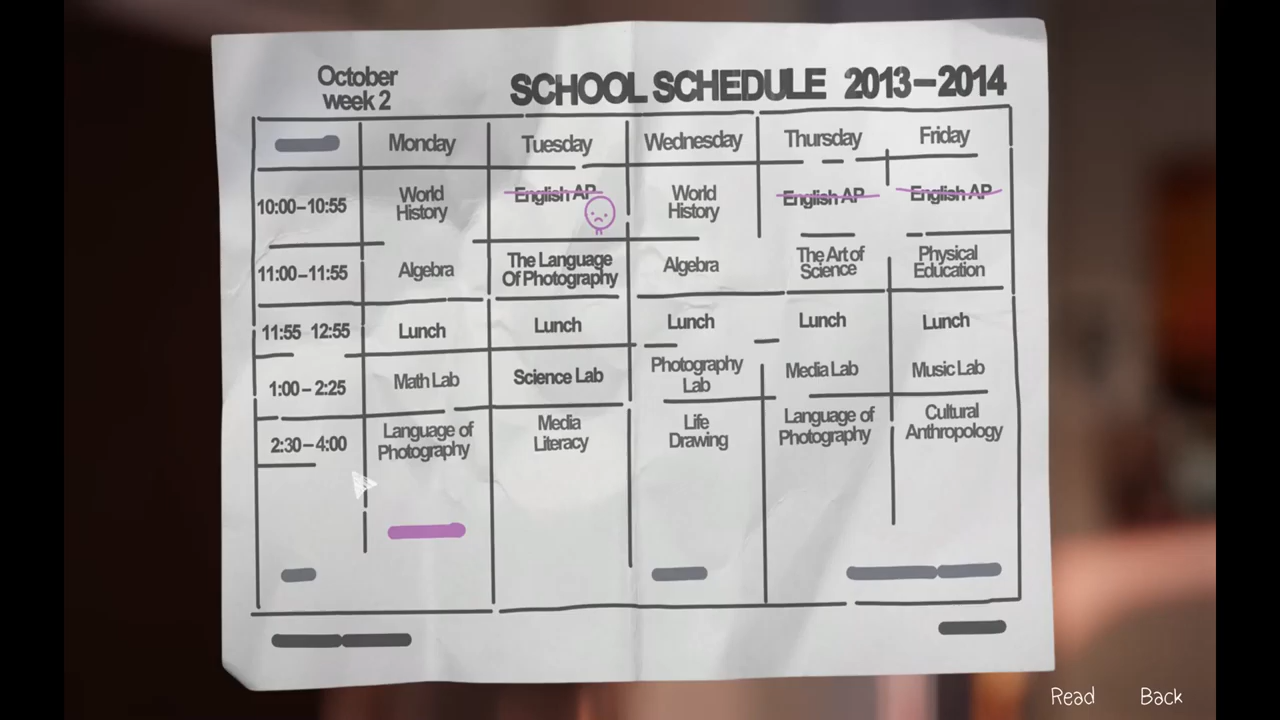 October
week 2
SCHOOL SCHEDULE 2013-2014
Monday Tuesday Wednesday Thursday Friday
10:00-10:55
World
History
English AP
World
History
English AP
English AP
11:00-11:55
Algebra
The Language
Of Photography
Algebra
The Art of
Science
Physical
Education
11:55 12:55
Lunch
Lunch
Lunch
Lunch
Lunch
1:00-2:25
Math Lab
Science Lab
Photography
Lab
Media Lab
Music Lab
2:30-4:00
Language of
Photography
Media
Literacy
Life
Drawing
Language of
Photography
Cultural
Anthropology
Read
Back